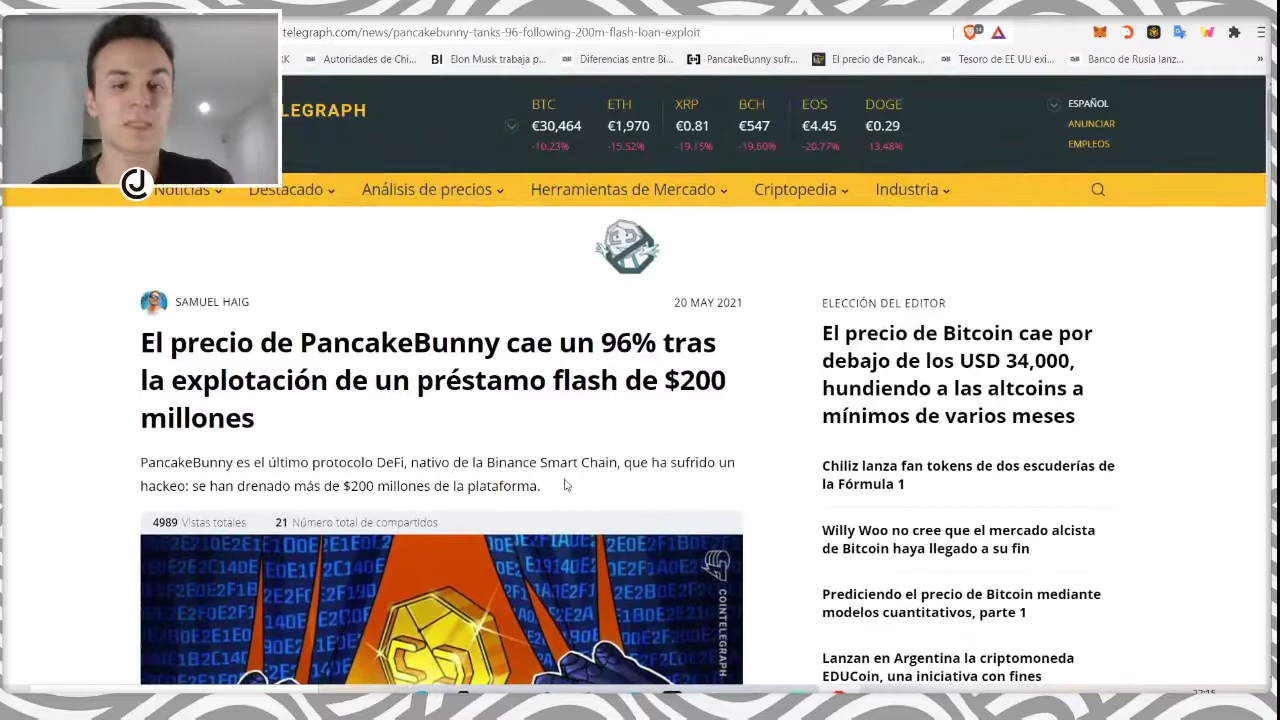 telegraph.com/news/pancakebunny-tanks-96-following-200m-flash-loan-exploit
Autoridades de Chi... BI Elon Musk trabaja p... Diferencias entre Bi... PancakeBunny sufr... El precio de Pancak... Tesoro de EE UU exi... Banco de Rusia lanz... »
LEGRAPH
BTC ETH XRP BCH EOS DOGE
€30,464 €1,970 €0.81 €547 €4.45 €0.29
-10.23% -15.52% -19.15% -19.60% -20.77% -13.48%
ESPAÑOL
ANUNCIAR
EMPLEOS
Noticias Destacado Análisis de precios Herramientas de Mercado Criptopedia Industria
SAMUEL HAIG 20 MAY 2021
El precio de PancakeBunny cae un 96% tras
la explotación de un préstamo flash de $200
millones
PancakeBunny es el último protocolo DeFi, nativo de la Binance Smart Chain, que ha sufrido un
hackeo: se han drenado más de $200 millones de la plataforma.
4989 Vistas totales 21 Número total de compartidos
COINTELEGRAPH
ELECCIÓN DEL EDITOR
El precio de Bitcoin cae por
debajo de los USD 34,000,
hundiendo a las altcoins a
mínimos de varios meses
Chiliz lanza fan tokens de dos escuderías de
la Fórmula 1
Willy Woo no cree que el mercado alcista
de Bitcoin haya llegado a su fin
Prediciendo el precio de Bitcoin mediante
modelos cuantitativos, parte 1
Lanzan en Argentina la criptomoneda
EDUCoin, una iniciativa con fines